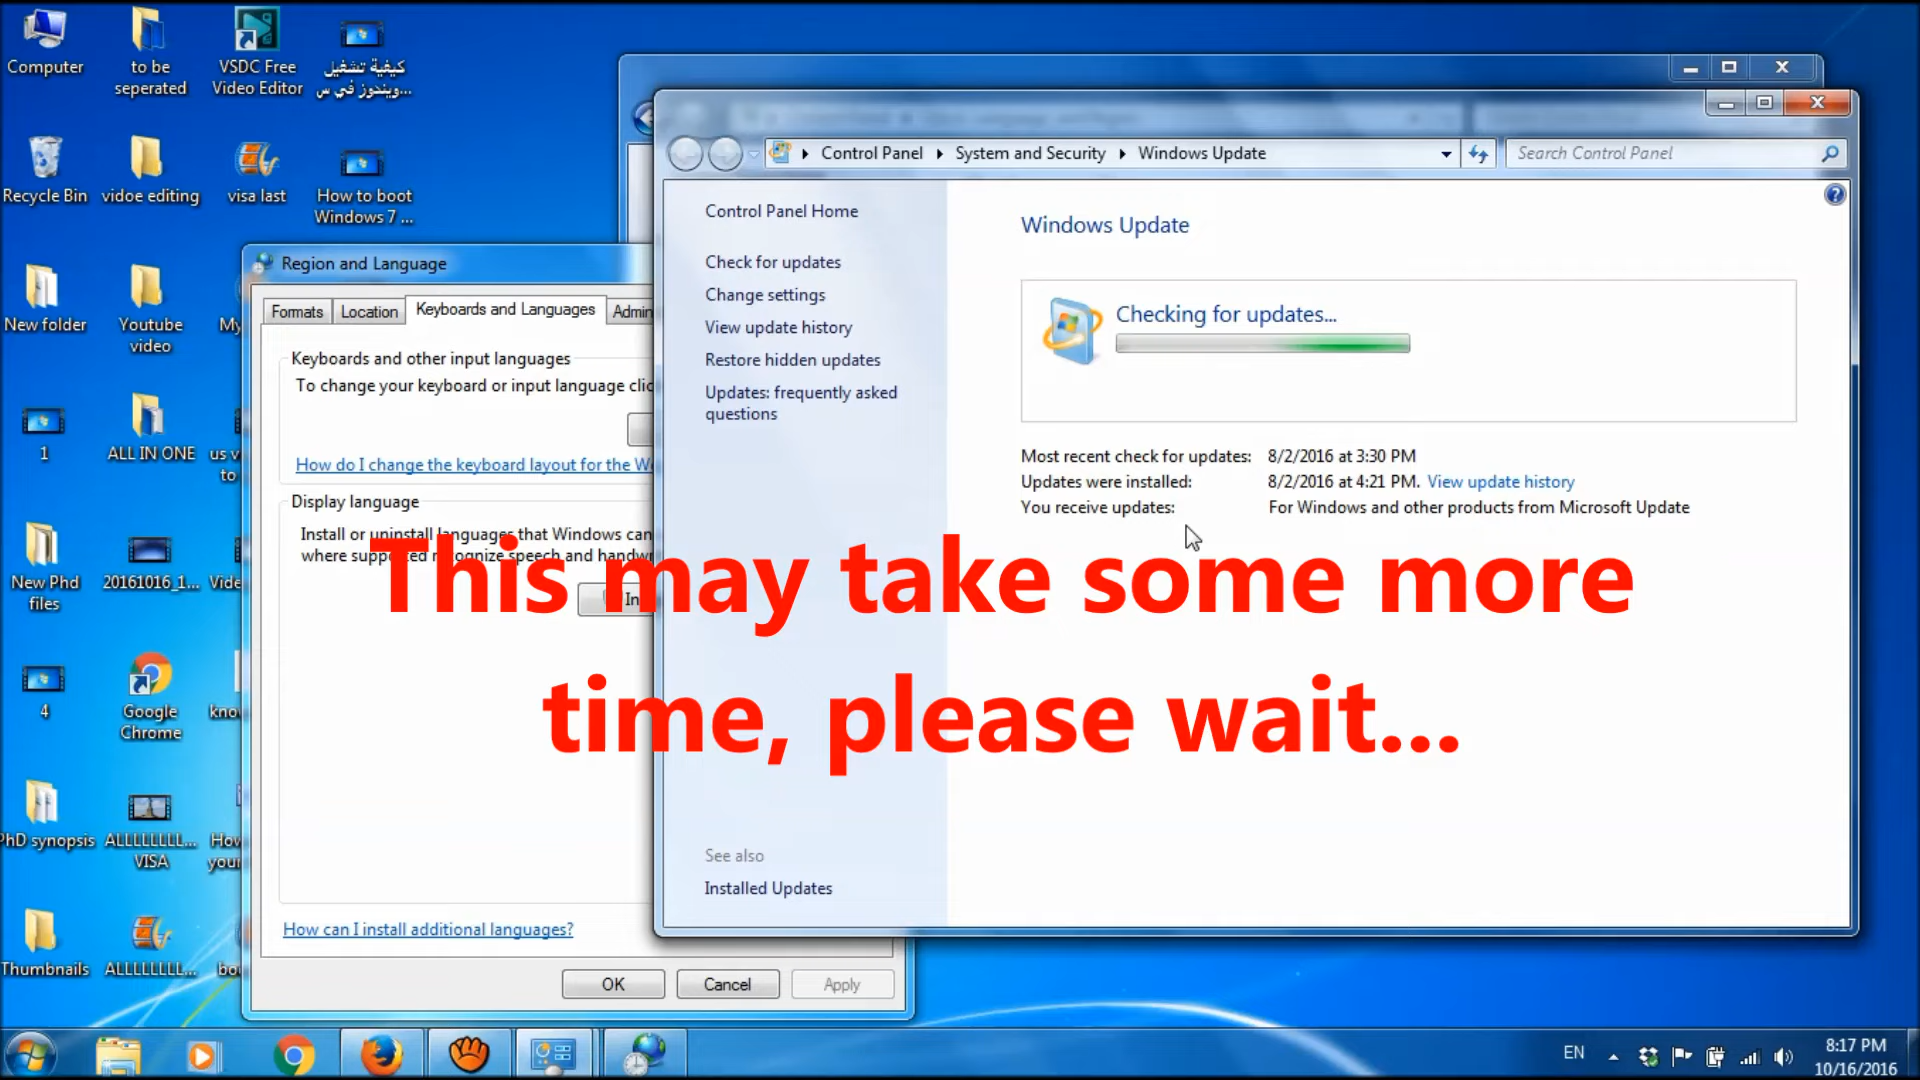 Computer
to be
seperated
VSDC Free
Video Editor
كيفية تشغيل
ويندوز في س...
Recycle Bin
vidoe editing
visa last
How to boot
Windows 7 ...
New folder
Youtube
video
My
1
ALL IN ONE
us v
to
New Phd
files
20161016_1...
Vide
4
Google
Chrome
kno
PhD synopsis
ALLLLLLLL...
VISA
How
your
Thumbnails
ALLLLLLLL...
bo
Region and Language
Formats
Location
Keyboards and Languages
Admin
Keyboards and other input languages
To change your keyboard or input language clic
How do I change the keyboard layout for the W
Display language
Install or uninstall languages that Windows can
where supported recognize speech and handw
In
How can I install additional languages?
OK
Cancel
Apply
Control Panel
System and Security
Windows Update
Search Control Panel
Control Panel Home
Check for updates
Change settings
View update history
Restore hidden updates
Updates: frequently asked
questions
See also
Installed Updates
Windows Update
Checking for updates...
Most recent check for updates: 8/2/2016 at 3:30 PM
Updates were installed: 8/2/2016 at 4:21 PM. View update history
You receive updates: For Windows and other products from Microsoft Update
This may take some more
time, please wait...
EN
8:17 PM
10/16/2016